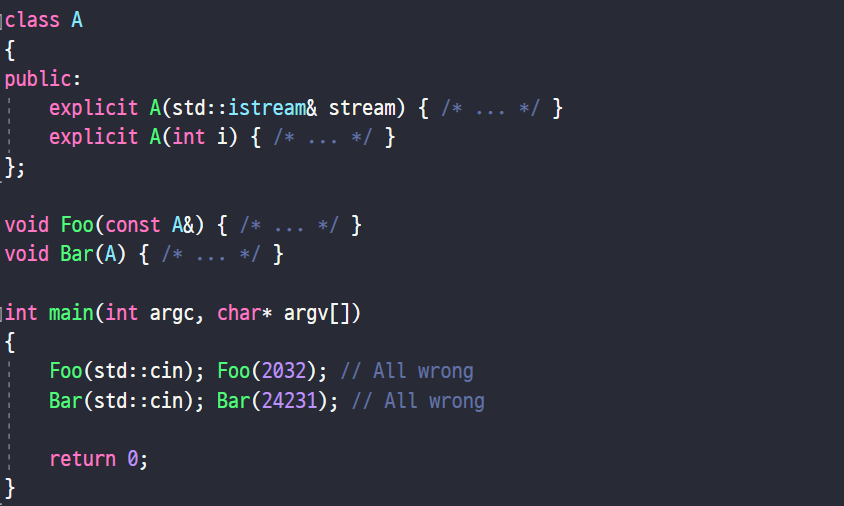 class A
{
public:
    explicit A(std::istream& stream) { /* ... */ }
    explicit A(int i) { /* ... */ }
};

void Foo(const A&) { /* ... */ }
void Bar(A) { /* ... */ }

int main(int argc, char* argv[])
{
    Foo(std::cin); Foo(2032); // All wrong
    Bar(std::cin); Bar(24231); // All wrong

    return 0;
}